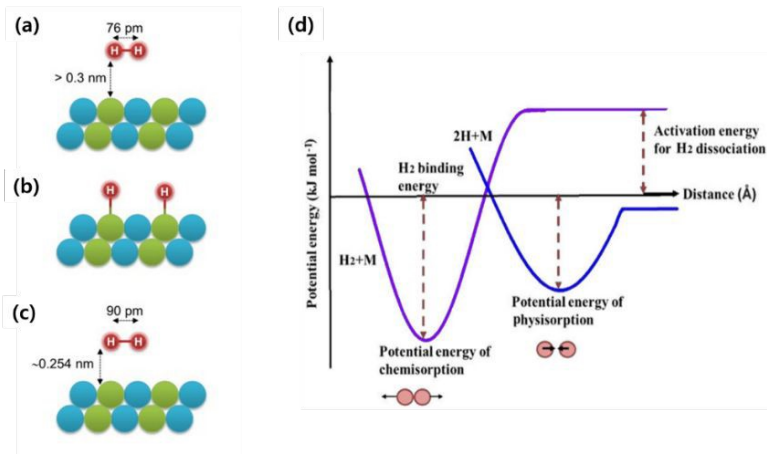 (a)
76 pm
H H
> 0.3 nm
(b)
H H
(c)
90 pm
H H
~0.254 nm
(d)
Potential energy (kJ mol⁻¹)
2H+M
H₂ binding
energy
H₂+M
Activation energy
for H₂ dissociation
Distance (Å)
Potential energy of
physisorption
Potential energy of
chemisorption